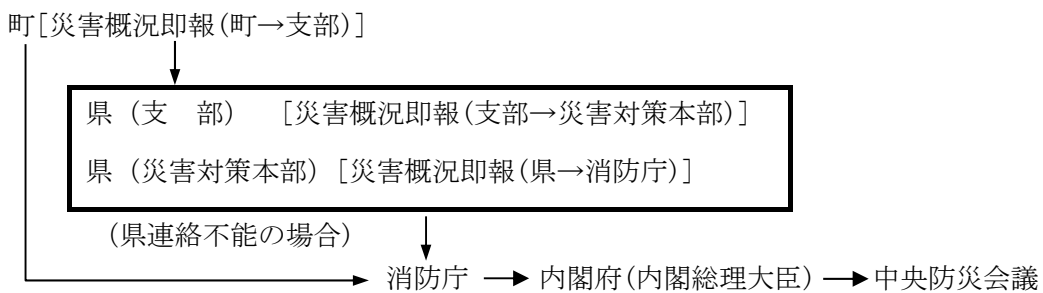 町[災害概況即報(町→支部)]
県（支　部）　[災害概況即報(支部→災害対策本部)]
県（災害対策本部）[災害概況即報(県→消防庁)]
(県連絡不能の場合)
消防庁 → 内閣府(内閣総理大臣) → 中央防災会議